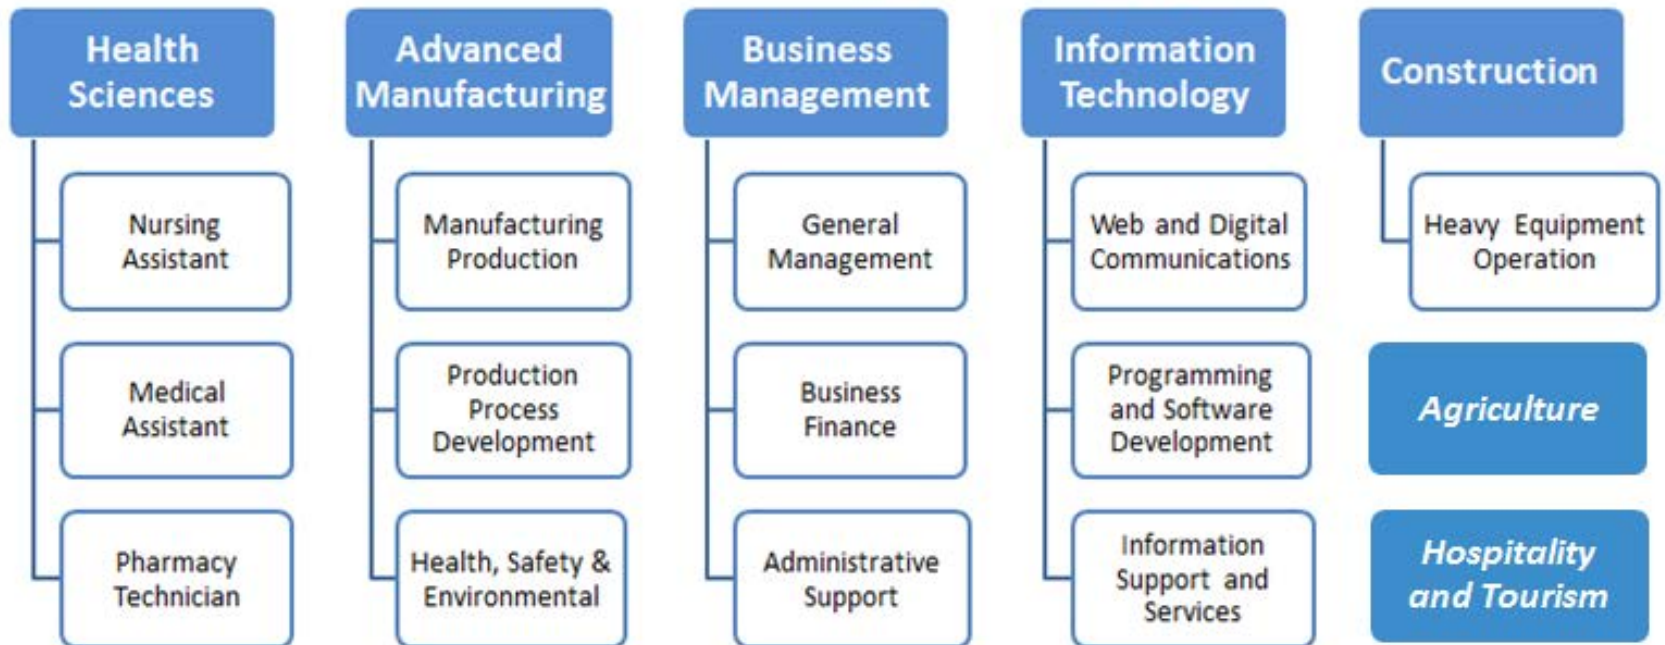 Health
Sciences
Nursing
Assistant
Medical
Assistant
Pharmacy
Technician
Advanced
Manufacturing
Manufacturing
Production
Production
Process
Development
Health, Safety &
Environmental
Business
Management
General
Management
Business
Finance
Administrative
Support
Information
Technology
Web and Digital
Communications
Programming
and Software
Development
Information
Support and
Services
Construction
Heavy Equipment
Operation
Agriculture
Hospitality
and Tourism